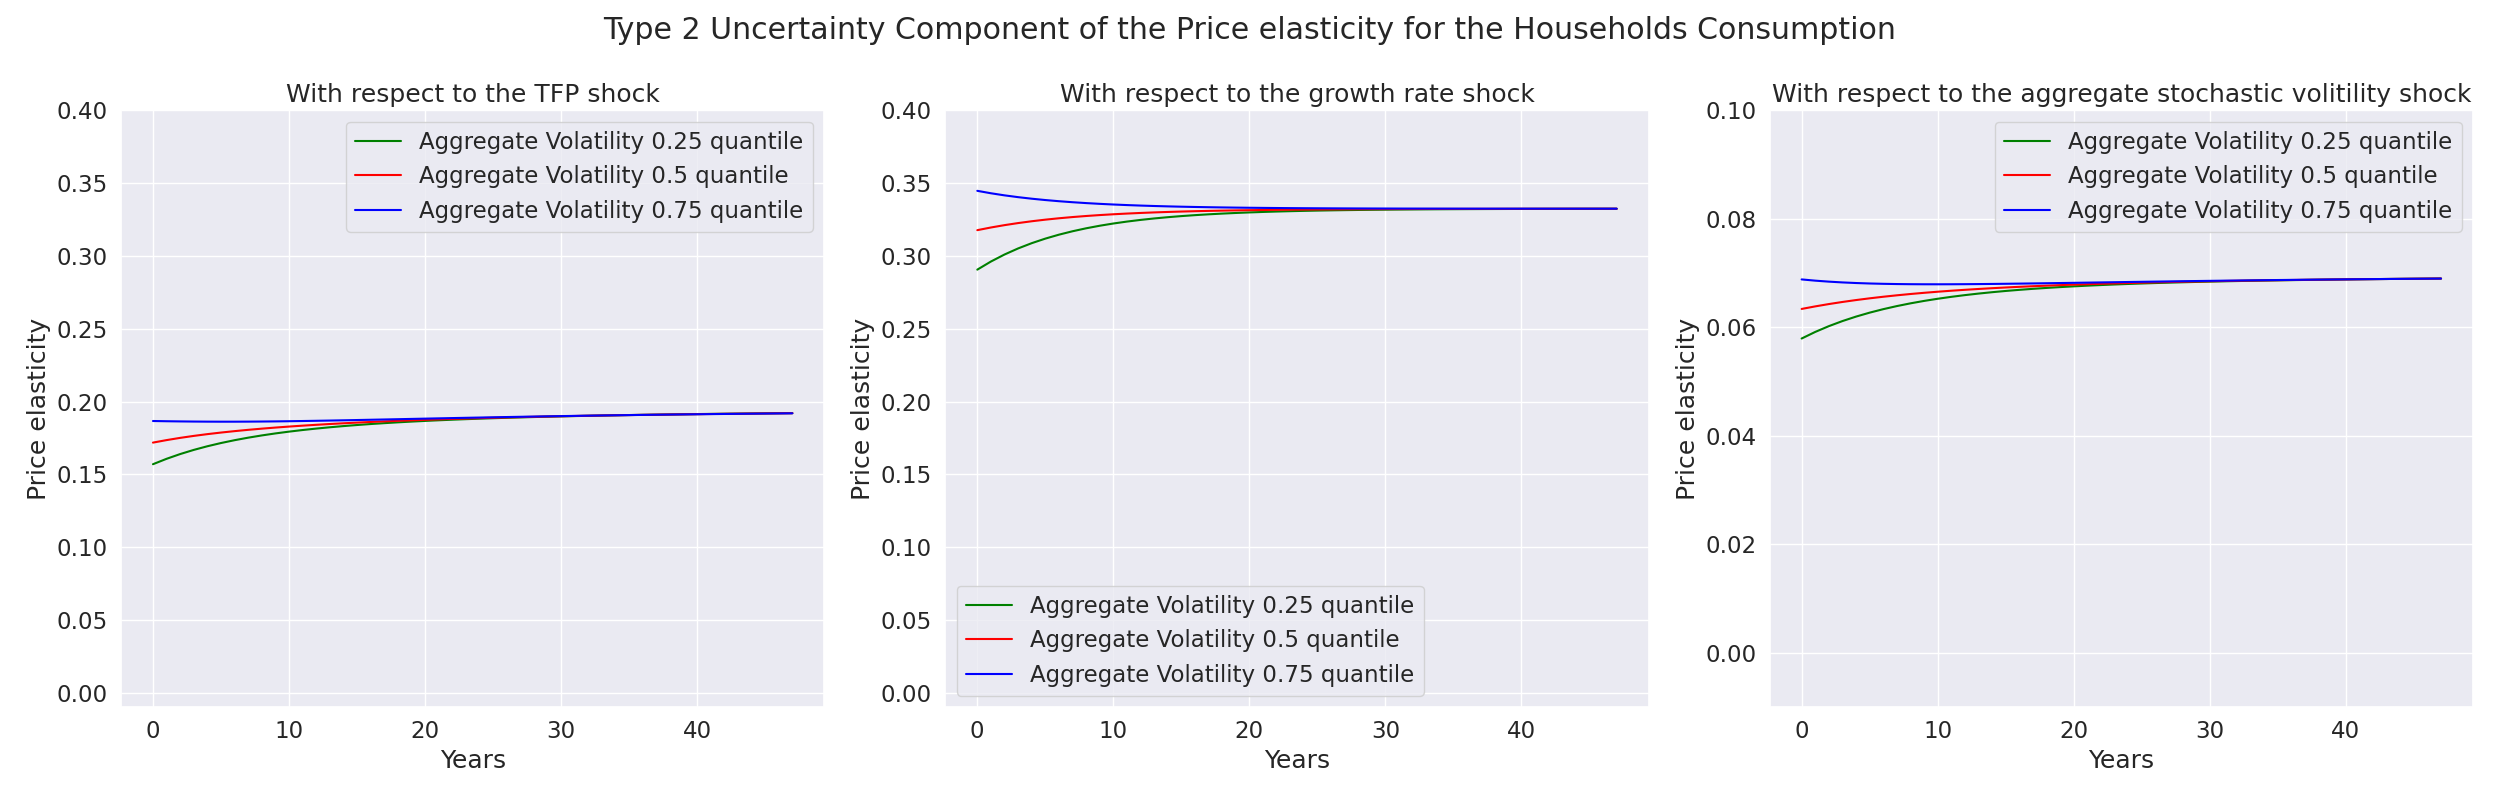 Type 2 Uncertainty Component of the Price elasticity for the Households Consumption
With respect to the TFP shock
0.40
0.35
0.30
0.25
0.20
0.15
0.10
0.05
0.00
Price elasticity
Aggregate Volatility 0.25 quantile
Aggregate Volatility 0.5 quantile
Aggregate Volatility 0.75 quantile
0 10 20 30 40
Years
With respect to the growth rate shock
0.40
0.35
0.30
0.25
0.20
0.15
0.10
0.05
0.00
Price elasticity
Aggregate Volatility 0.25 quantile
Aggregate Volatility 0.5 quantile
Aggregate Volatility 0.75 quantile
0 10 20 30 40
Years
With respect to the aggregate stochastic volitility shock
0.10
0.08
0.06
0.04
0.02
0.00
Price elasticity
Aggregate Volatility 0.25 quantile
Aggregate Volatility 0.5 quantile
Aggregate Volatility 0.75 quantile
0 10 20 30 40
Years